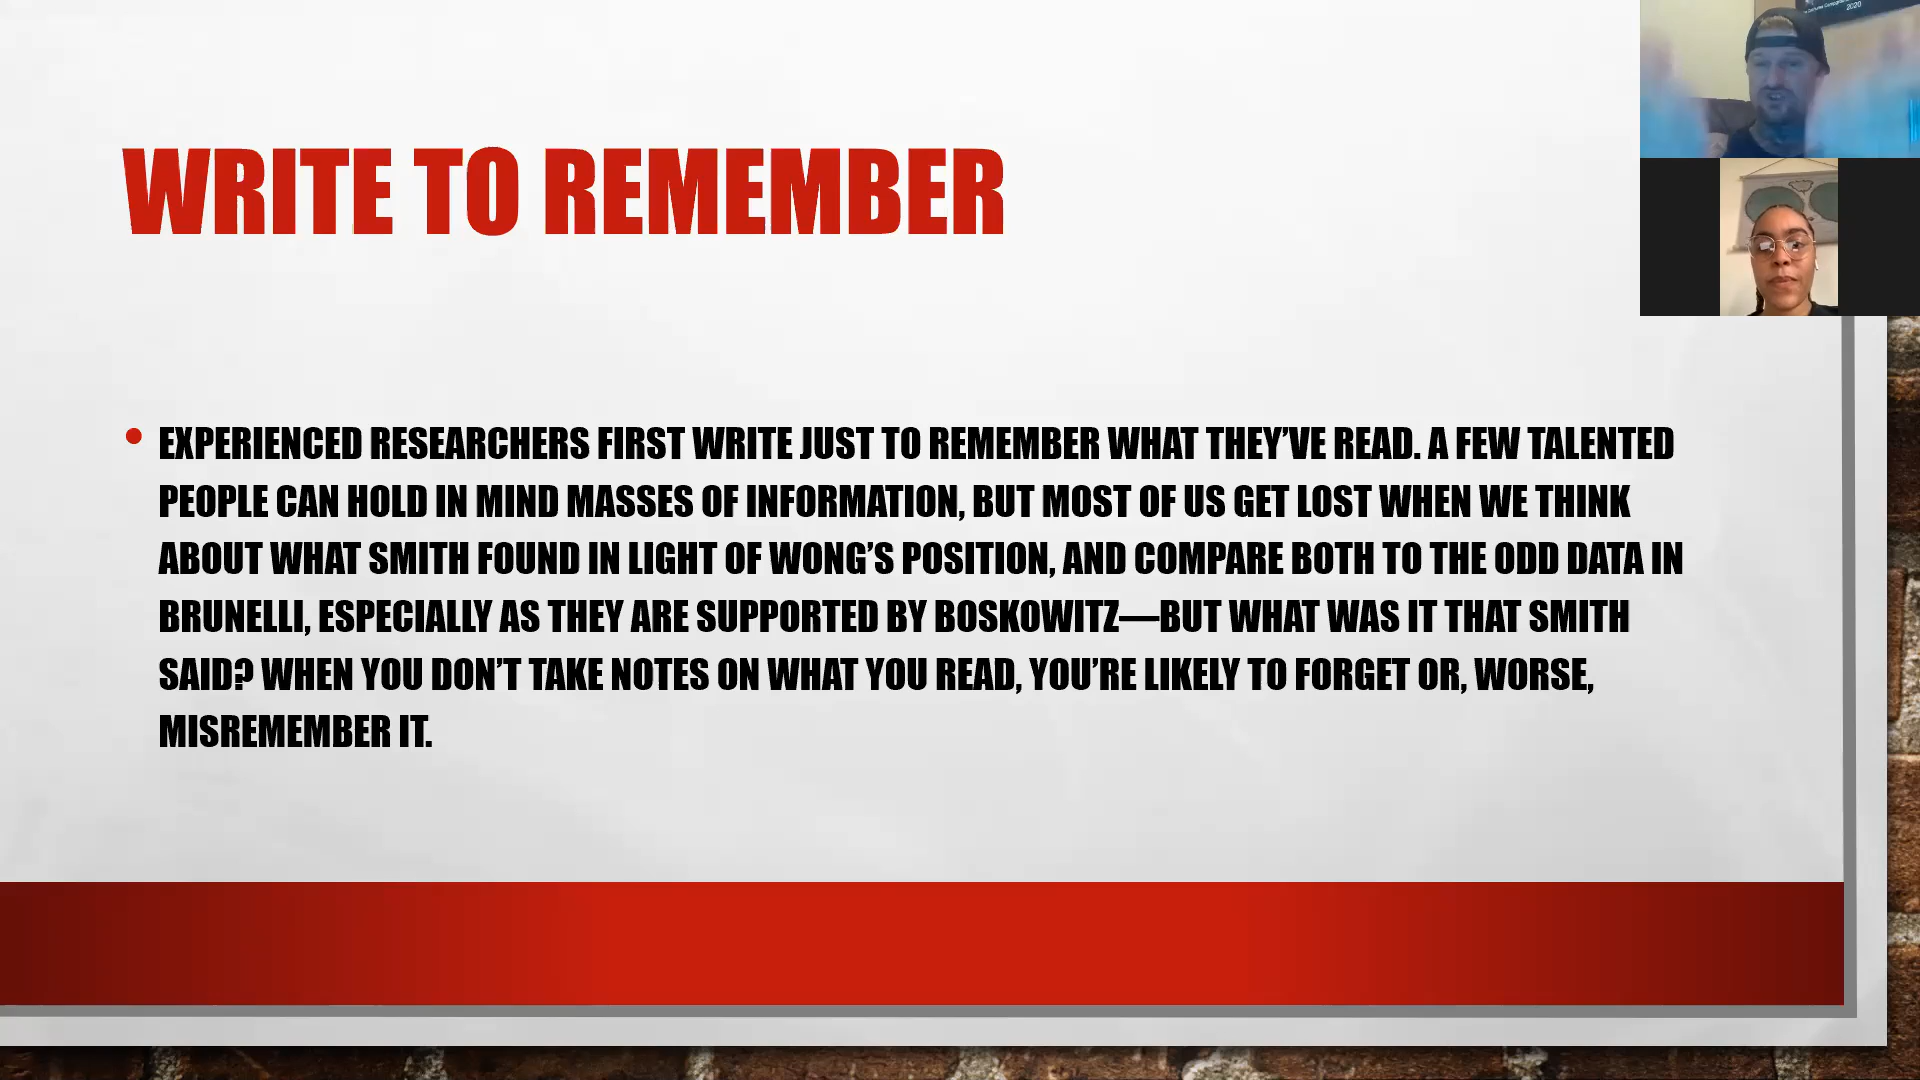 WRITE TO REMEMBER
• EXPERIENCED RESEARCHERS FIRST WRITE JUST TO REMEMBER WHAT THEY’VE READ. A FEW TALENTED
PEOPLE CAN HOLD IN MIND MASSES OF INFORMATION, BUT MOST OF US GET LOST WHEN WE THINK
ABOUT WHAT SMITH FOUND IN LIGHT OF WONG’S POSITION, AND COMPARE BOTH TO THE ODD DATA IN
BRUNELLI, ESPECIALLY AS THEY ARE SUPPORTED BY BOSKOWITZ—BUT WHAT WAS IT THAT SMITH
SAID? WHEN YOU DON’T TAKE NOTES ON WHAT YOU READ, YOU’RE LIKELY TO FORGET OR, WORSE,
MISREMEMBER IT.
2020